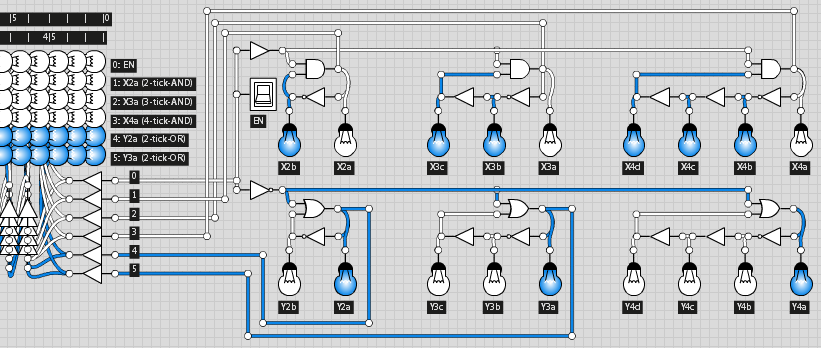 |5 | | | | |0
| | 4|5 | | |
0: EN
1: X2a (2-tick-AND)
2: X3a (3-tick-AND)
3: X4a (4-tick-AND)
4: Y2a (2-tick-OR)
5: Y3a (2-tick-OR)
EN
X2b X2a X3c X3b X3a X4d X4c X4b X4a
0
1
2
3
4
5
Y2b Y2a Y3c Y3b Y3a Y4d Y4c Y4b Y4a